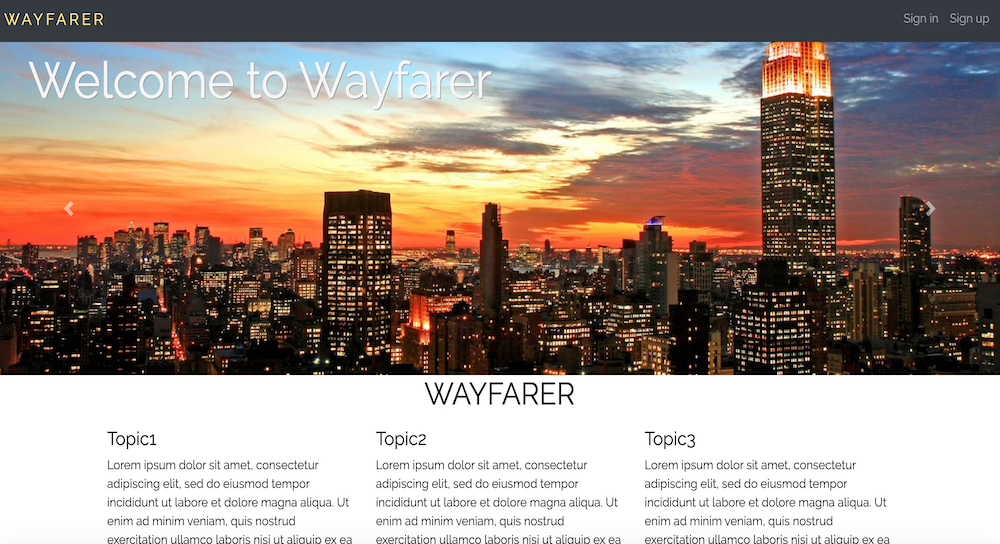 WAYFARER
Sign in Sign up
Welcome to Wayfarer
WAYFARER
Topic1
Lorem ipsum dolor sit amet, consectetur
adipiscing elit, sed do eiusmod tempor
incididunt ut labore et dolore magna aliqua. Ut
enim ad minim veniam, quis nostrud
exercitation ullamco laboris nisi ut aliquip ex ea
Topic2
Lorem ipsum dolor sit amet, consectetur
adipiscing elit, sed do eiusmod tempor
incididunt ut labore et dolore magna aliqua. Ut
enim ad minim veniam, quis nostrud
exercitation ullamco laboris nisi ut aliquip ex ea
Topic3
Lorem ipsum dolor sit amet, consectetur
adipiscing elit, sed do eiusmod tempor
incididunt ut labore et dolore magna aliqua. Ut
enim ad minim veniam, quis nostrud
exercitation ullamco laboris nisi ut aliquip ex ea